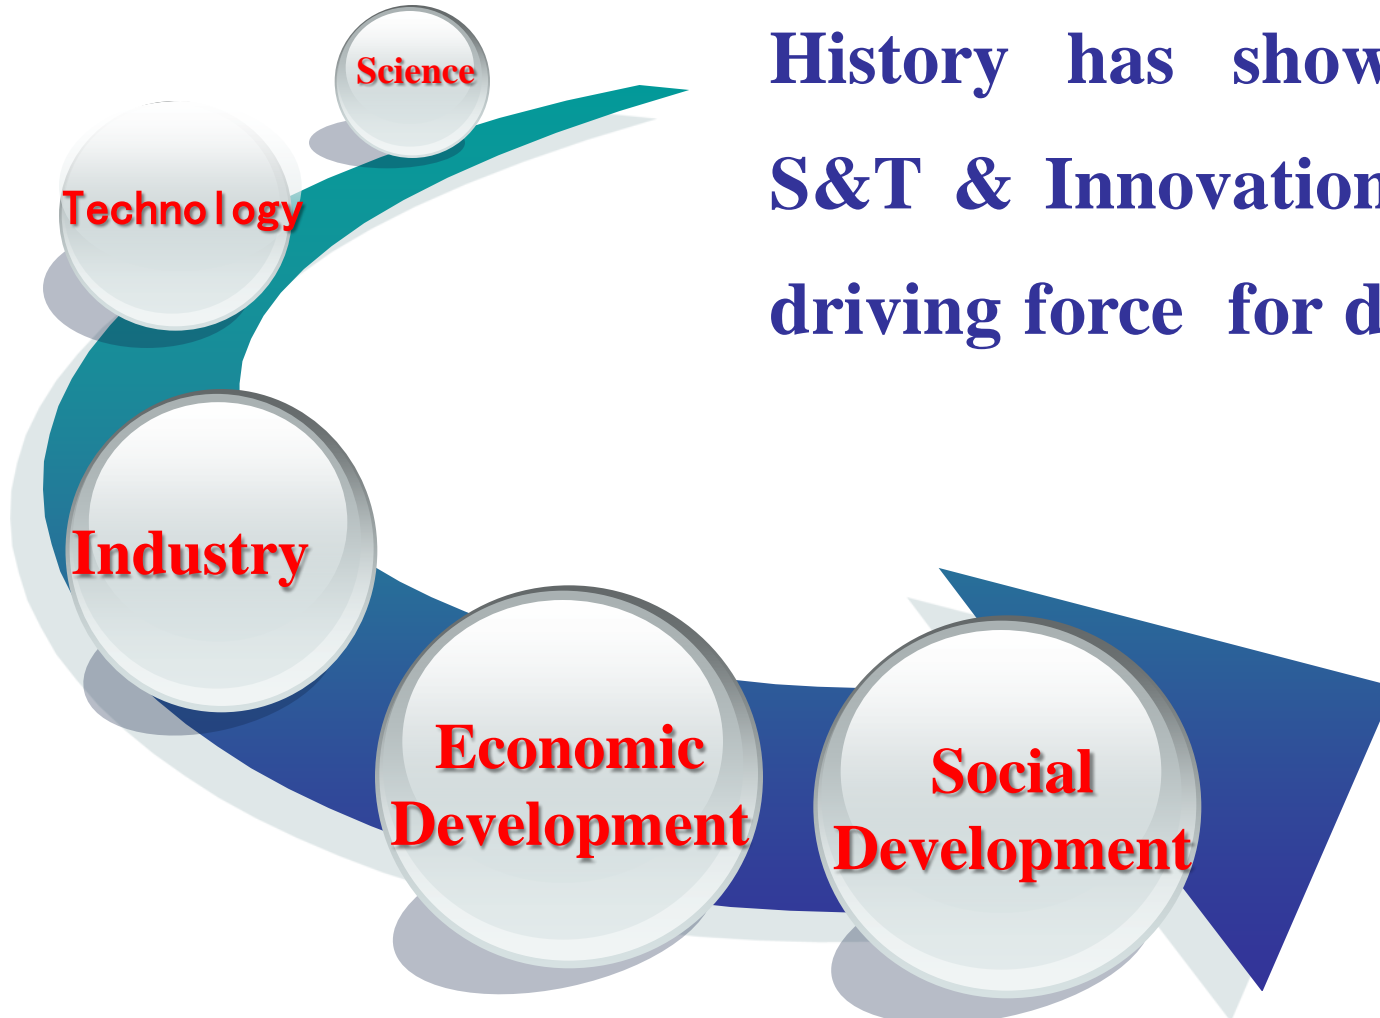 Science
History has show
Technology
S&T & Innovation
driving force for d
Industry
Economic
Development
Social
Development